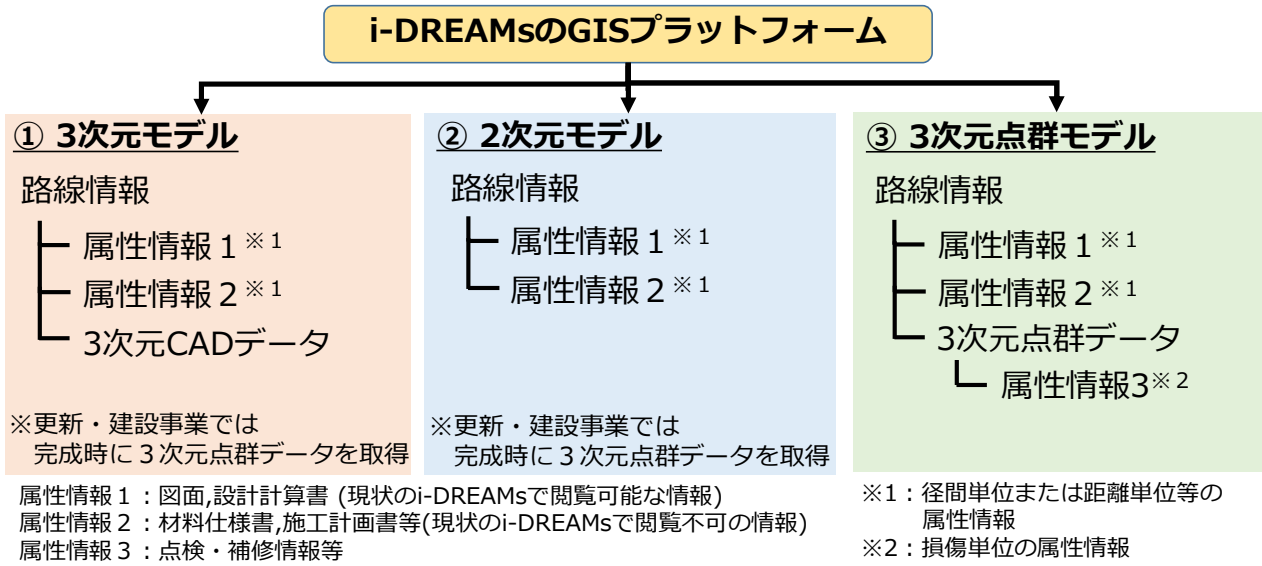 i-DREAMsのGISプラットフォーム
① 3次元モデル
路線情報
属性情報１※１
属性情報２※１
3次元CADデータ
※更新・建設事業では
完成時に３次元点群データを取得
② 2次元モデル
路線情報
属性情報１※１
属性情報２※１
※更新・建設事業では
完成時に３次元点群データを取得
③ 3次元点群モデル
路線情報
属性情報１※１
属性情報２※１
3次元点群データ
属性情報3※２
属性情報１：図面,設計計算書 (現状のi-DREAMsで閲覧可能な情報)
属性情報２：材料仕様書,施工計画書等(現状のi-DREAMsで閲覧不可の情報)
属性情報３：点検・補修情報等
※1：径間単位または距離単位等の
属性情報
※2：損傷単位の属性情報